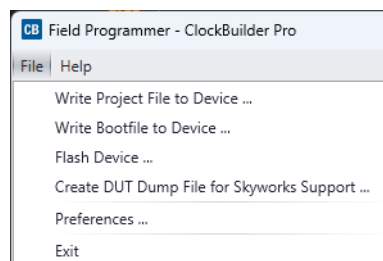 CB Field Programmer - ClockBuilder Pro
File Help
Write Project File to Device ...
Write Bootfile to Device ...
Flash Device ...
Create DUT Dump File for Skyworks Support ...
Preferences ...
Exit